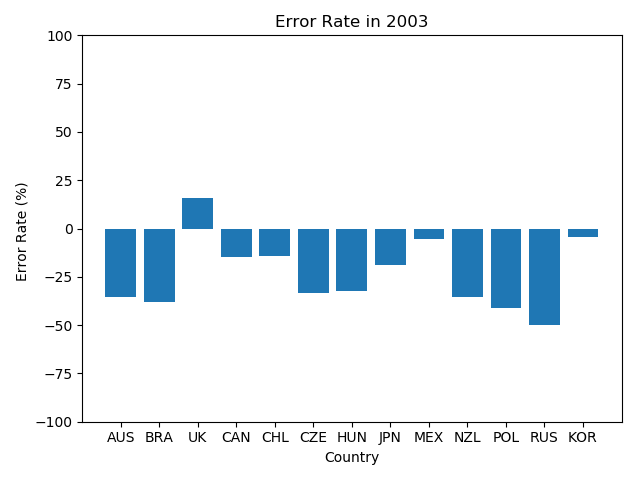 Error Rate in 2003
100
75
50
25
0
−25
−50
−75
−100
Error Rate (%)
AUS BRA UK CAN CHL CZE HUN JPN MEX NZL POL RUS KOR
Country